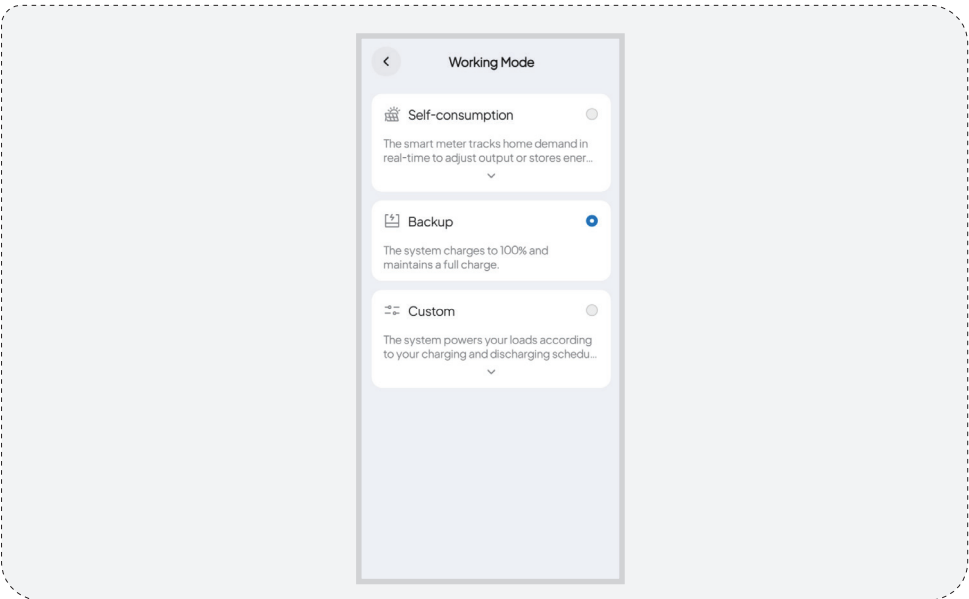 Working Mode
Self-consumption
The smart meter tracks home demand in
real-time to adjust output or stores ener...
Backup
The system charges to 100% and
maintains a full charge.
Custom
The system powers your loads according
to your charging and discharging schedu...